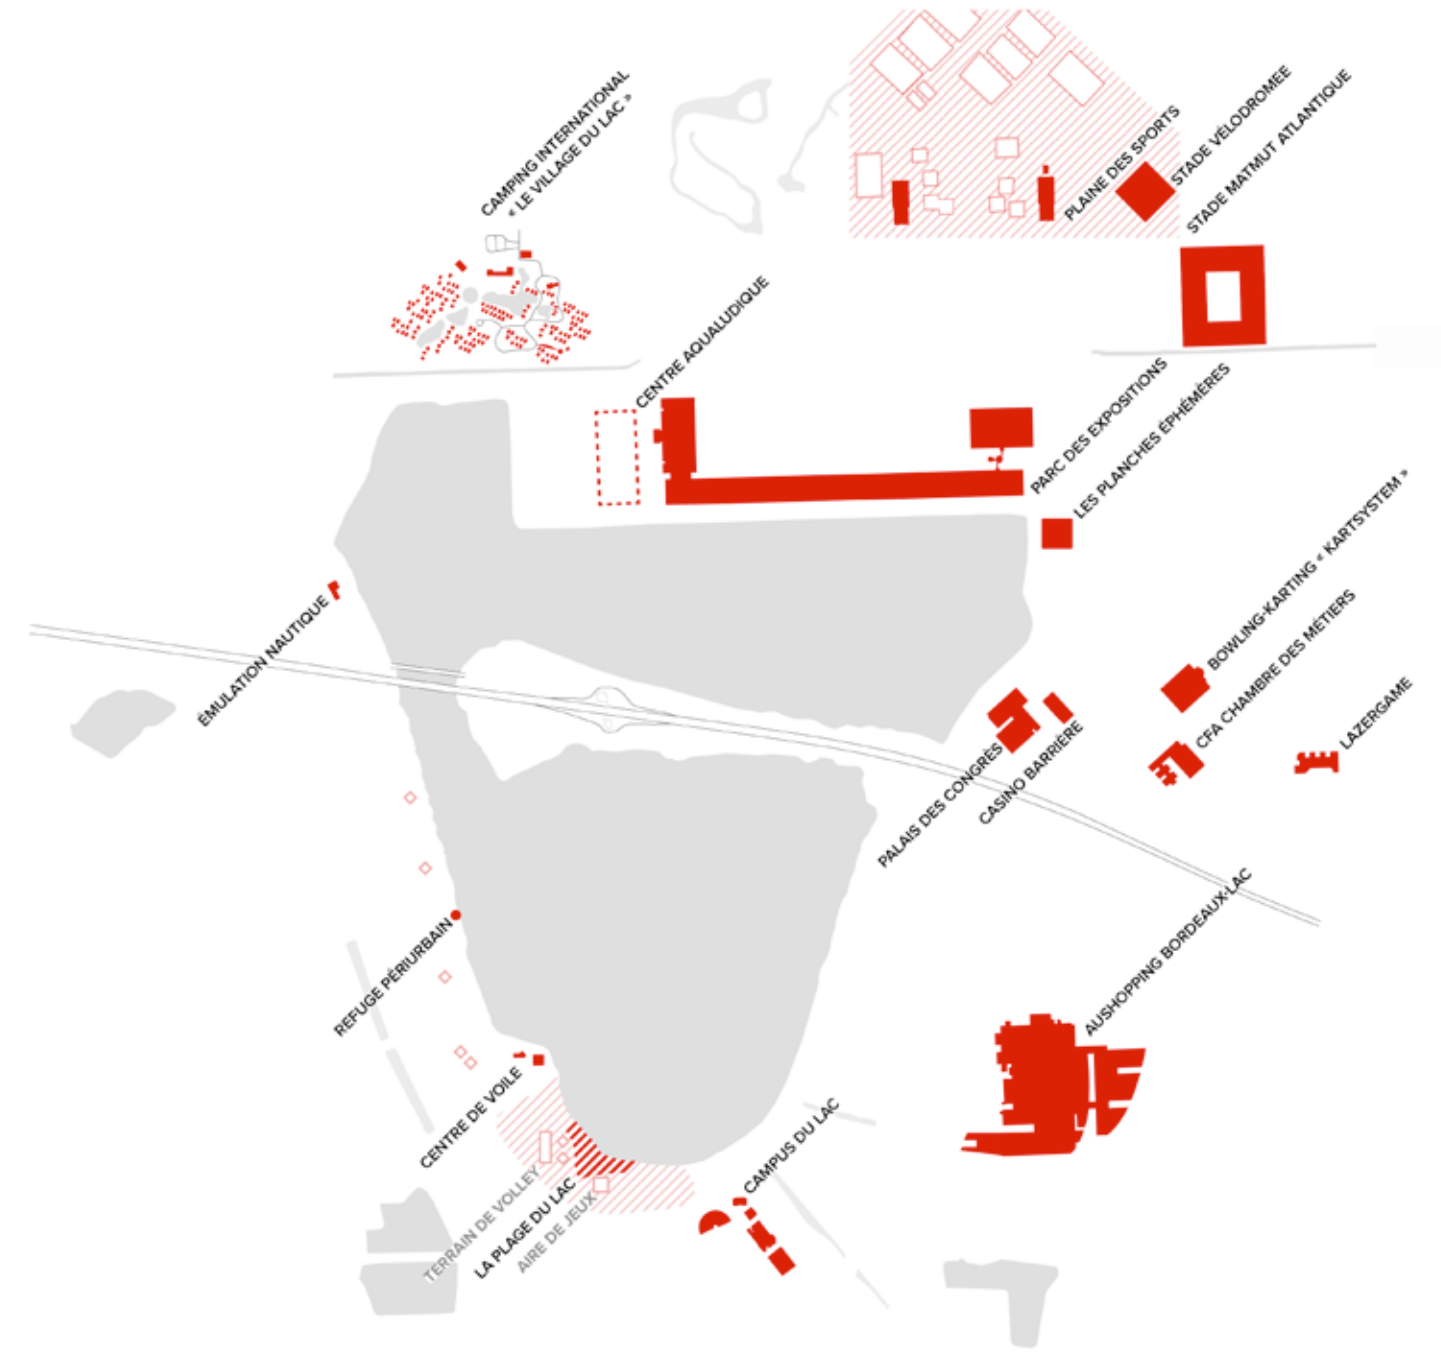 CAMPING INTERNATIONAL
« LE VILLAGE DU LAC »
PLAINE DES SPORTS
STADE VÉLODROMEE
STADE MATMUT ATLANTIQUE
CENTRE AQUALUDIQUE
PARC DES EXPOSITIONS
LES PLANCHES ÉPHÉMÈRES
BOWLING-KARTING « KARTSYSTEM »
ÉMULATION NAUTIQUE
CFA CHAMBRE DES MÉTIERS
LAZERGAME
PALAIS DES CONGRÈS
CASINO BARRIÈRE
REFUGE PÉRIURBAIN
AUSHOPPING BORDEAUX-LAC
CENTRE DE VOILE
TERRAIN DE VOLLEY
LA PLAGE DU LAC
AIRE DE JEUX
CAMPUS DU LAC